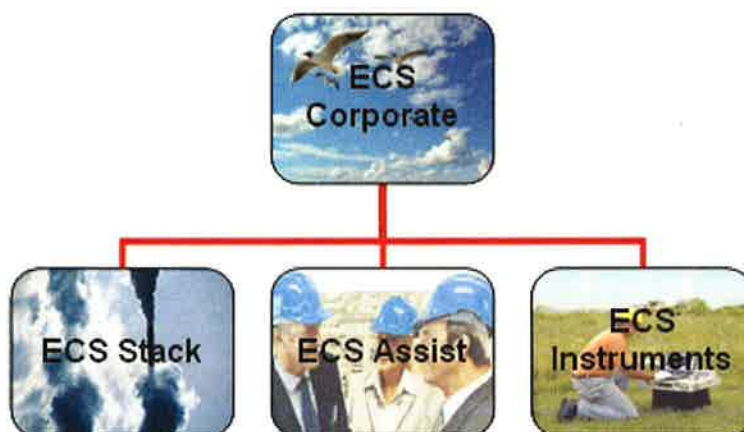 ECS
Corporate
ECS Stack
ECS Assist
ECS
Instruments